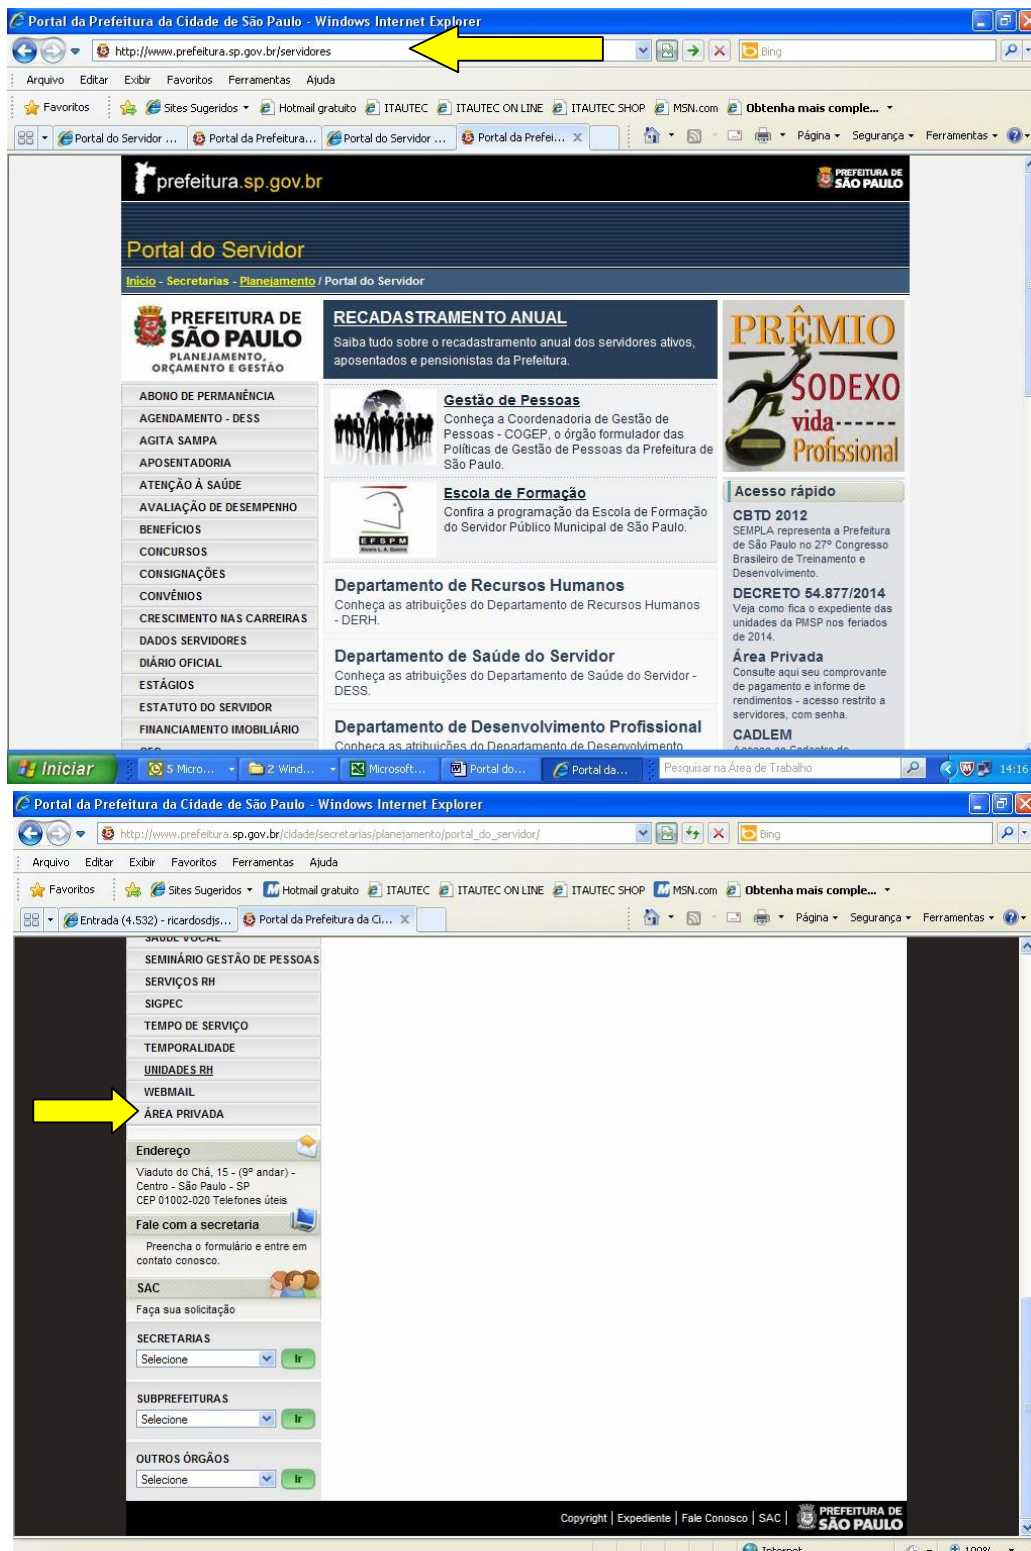 Portal da Prefeitura da Cidade de São Paulo - Windows Internet Explorer
http://www.prefeitura.sp.gov.br/servidores
Bing
Arquivo Editar Exibir Favoritos Ferramentas Ajuda
Favoritos Sites Sugeridos Hotmail gratuito ITAUTEC ITAUTEC ON LINE ITAUTEC SHOP MSN.com Obtenha mais comple...
Portal do Servidor ... Portal da Prefeitura... Portal do Servidor ... Portal da Prefei... X Página Segurança Ferramentas
prefeitura.sp.gov.br
PREFEITURA DE
SÃO PAULO
Portal do Servidor
Início - Secretarias - Planejamento / Portal do Servidor
PREFEITURA DE
SÃO PAULO
PLANEJAMENTO,
ORÇAMENTO E GESTÃO
ABONO DE PERMANÊNCIA
AGENDAMENTO - DESS
AGITA SAMPA
APOSENTADORIA
ATENÇÃO À SAÚDE
AVALIAÇÃO DE DESEMPENHO
BENEFÍCIOS
CONCURSOS
CONSIGNAÇÕES
CONVÊNIOS
CRESCIMENTO NAS CARREIRAS
DADOS SERVIDORES
DIÁRIO OFICIAL
ESTÁGIOS
ESTATUTO DO SERVIDOR
FINANCIAMENTO IMOBILIÁRIO
RECADASTRAMENTO ANUAL
Saiba tudo sobre o recadastramento anual dos servidores ativos,
aposentados e pensionistas da Prefeitura.
Gestão de Pessoas
Conheça a Coordenadoria de Gestão de
Pessoas - COGEP, o órgão formulador das
Políticas de Gestão de Pessoas da Prefeitura de
São Paulo.
EFSPM
Escola de Formação
Confira a programação da Escola de Formação
do Servidor Público Municipal de São Paulo.
Departamento de Recursos Humanos
Conheça as atribuições do Departamento de Recursos Humanos
- DERH.
Departamento de Saúde do Servidor
Conheça as atribuições do Departamento de Saúde do Servidor -
DESS.
Departamento de Desenvolvimento Profissional
Conheça as atribuições do Departamento de Desenvolvimento
PRÊMIO
SODEXO
vida------
Profissional
Acesso rápido
CBTD 2012
SEMPLA representa a Prefeitura
de São Paulo no 27º Congresso
Brasileiro de Treinamento e
Desenvolvimento.
DECRETO 54.877/2014
Veja como fica o expediente das
unidades da PMSP nos feriados
de 2014.
Área Privada
Consulte aqui seu comprovante
de pagamento e informe de
rendimentos - acesso restrito a
servidores, com senha.
CADLEM
Acesso ao Cadastro de
Iniciar 5 Micro... 2 Wind... Microsoft... Portal do... Portal da... Pesquisar na Área de Trabalho 14:16
Portal da Prefeitura da Cidade de São Paulo - Windows Internet Explorer
http://www.prefeitura.sp.gov.br/cidade/secretarias/planejamento/portal_do_servidor/
Bing
Arquivo Editar Exibir Favoritos Ferramentas Ajuda
Favoritos Sites Sugeridos Hotmail gratuito ITAUTEC ITAUTEC ON LINE ITAUTEC SHOP MSN.com Obtenha mais comple...
Entrada (4.532) - ricardosdjs... Portal da Prefeitura da Ci... X Página Segurança Ferramentas
SAÚDE VOCAL
SEMINÁRIO GESTÃO DE PESSOAS
SERVIÇOS RH
SIGPEC
TEMPO DE SERVIÇO
TEMPORALIDADE
UNIDADES RH
WEBMAIL
ÁREA PRIVADA
Endereço
Viaduto do Chá, 15 - (9º andar) -
Centro - São Paulo - SP
CEP 01002-020 Telefones úteis
Fale com a secretaria
Preencha o formulário e entre em
contato conosco.
SAC
Faça sua solicitação
SECRETARIAS
Selecione Ir
SUBPREFEITURAS
Selecione Ir
OUTROS ÓRGÃOS
Selecione Ir
Copyright | Expediente | Fale Conosco | SAC |
PREFEITURA DE
SÃO PAULO
Internet 100%